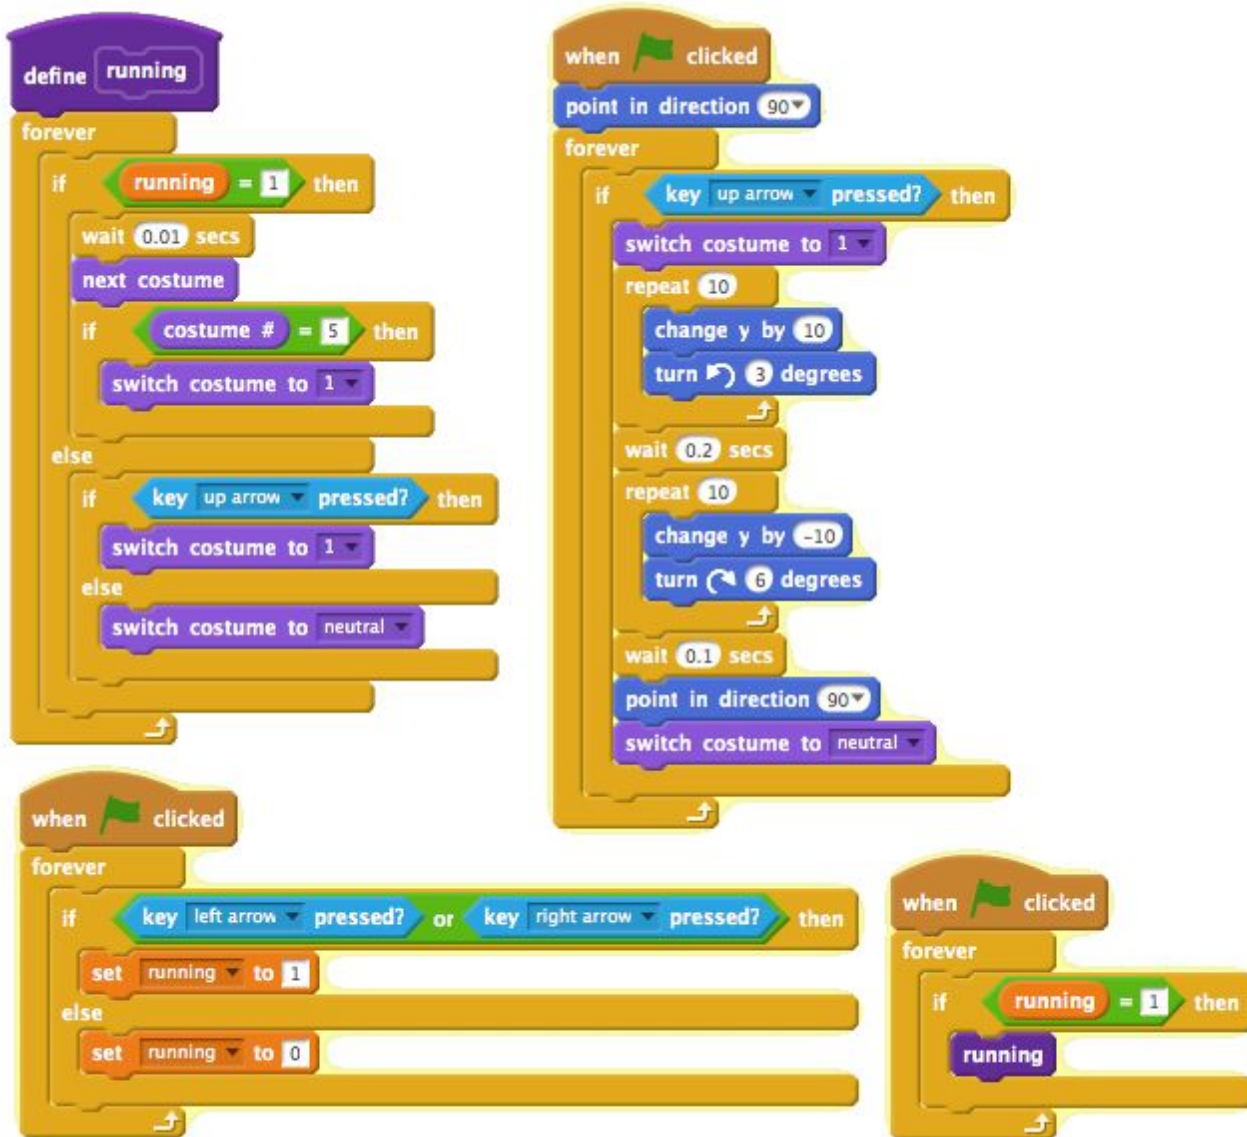 define running
forever
if running = 1 then
wait 0.01 secs
next costume
if costume # = 5 then
switch costume to 1
else
if key up arrow pressed? then
switch costume to 1
else
switch costume to neutral
when clicked
point in direction 90
forever
if key up arrow pressed? then
switch costume to 1
repeat 10
change y by 10
turn 3 degrees
wait 0.2 secs
repeat 10
change y by -10
turn 6 degrees
wait 0.1 secs
point in direction 90
switch costume to neutral
when clicked
forever
if key left arrow pressed? or key right arrow pressed? then
set running to 1
else
set running to 0
when clicked
forever
if running = 1 then
running